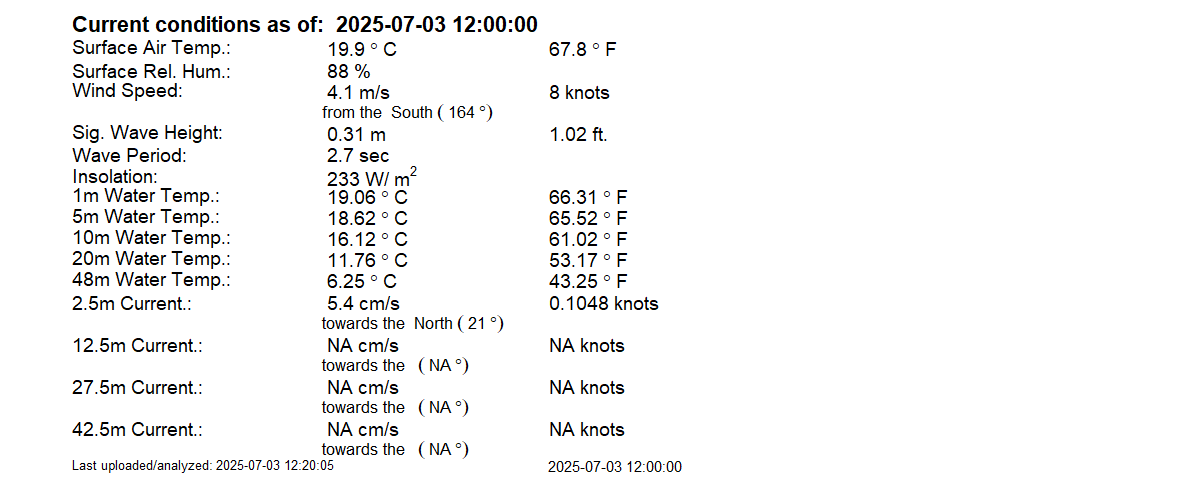 Current conditions as of: 2025-07-03 12:00:00
Surface Air Temp.: 19.9 ° C 67.8 ° F
Surface Rel. Hum.: 88 %
Wind Speed: 4.1 m/s 8 knots
from the South ( 164 °)
Sig. Wave Height: 0.31 m 1.02 ft.
Wave Period: 2.7 sec
Insolation: 233 W/ m²
1m Water Temp.: 19.06 ° C 66.31 ° F
5m Water Temp.: 18.62 ° C 65.52 ° F
10m Water Temp.: 16.12 ° C 61.02 ° F
20m Water Temp.: 11.76 ° C 53.17 ° F
48m Water Temp.: 6.25 ° C 43.25 ° F
2.5m Current.: 5.4 cm/s 0.1048 knots
towards the North ( 21 °)
12.5m Current.: NA cm/s NA knots
towards the ( NA °)
27.5m Current.: NA cm/s NA knots
towards the ( NA °)
42.5m Current.: NA cm/s NA knots
towards the ( NA °)
Last uploaded/analyzed: 2025-07-03 12:20:05 2025-07-03 12:00:00